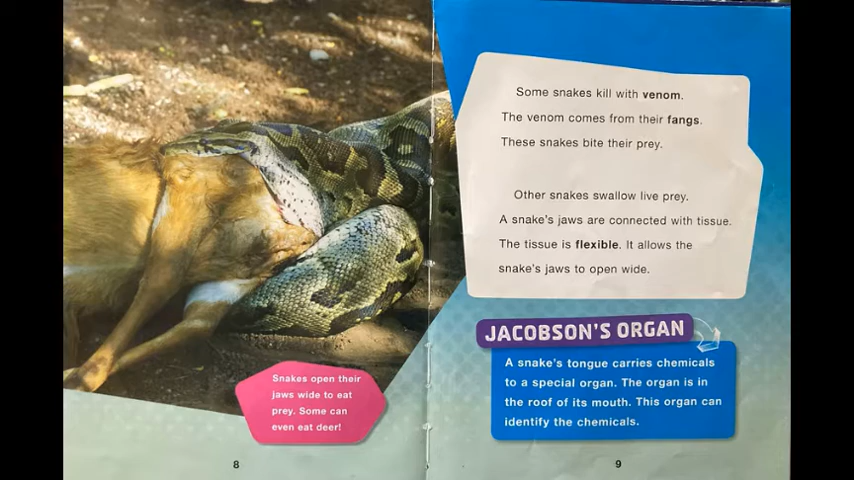 Snakes open their
jaws wide to eat
prey. Some can
even eat deer!
8
Some snakes kill with venom.
The venom comes from their fangs.
These snakes bite their prey.
Other snakes swallow live prey.
A snake's jaws are connected with tissue.
The tissue is flexible. It allows the
snake's jaws to open wide.
JACOBSON'S ORGAN
A snake's tongue carries chemicals
to a special organ. The organ is in
the roof of its mouth. This organ can
identify the chemicals.
9